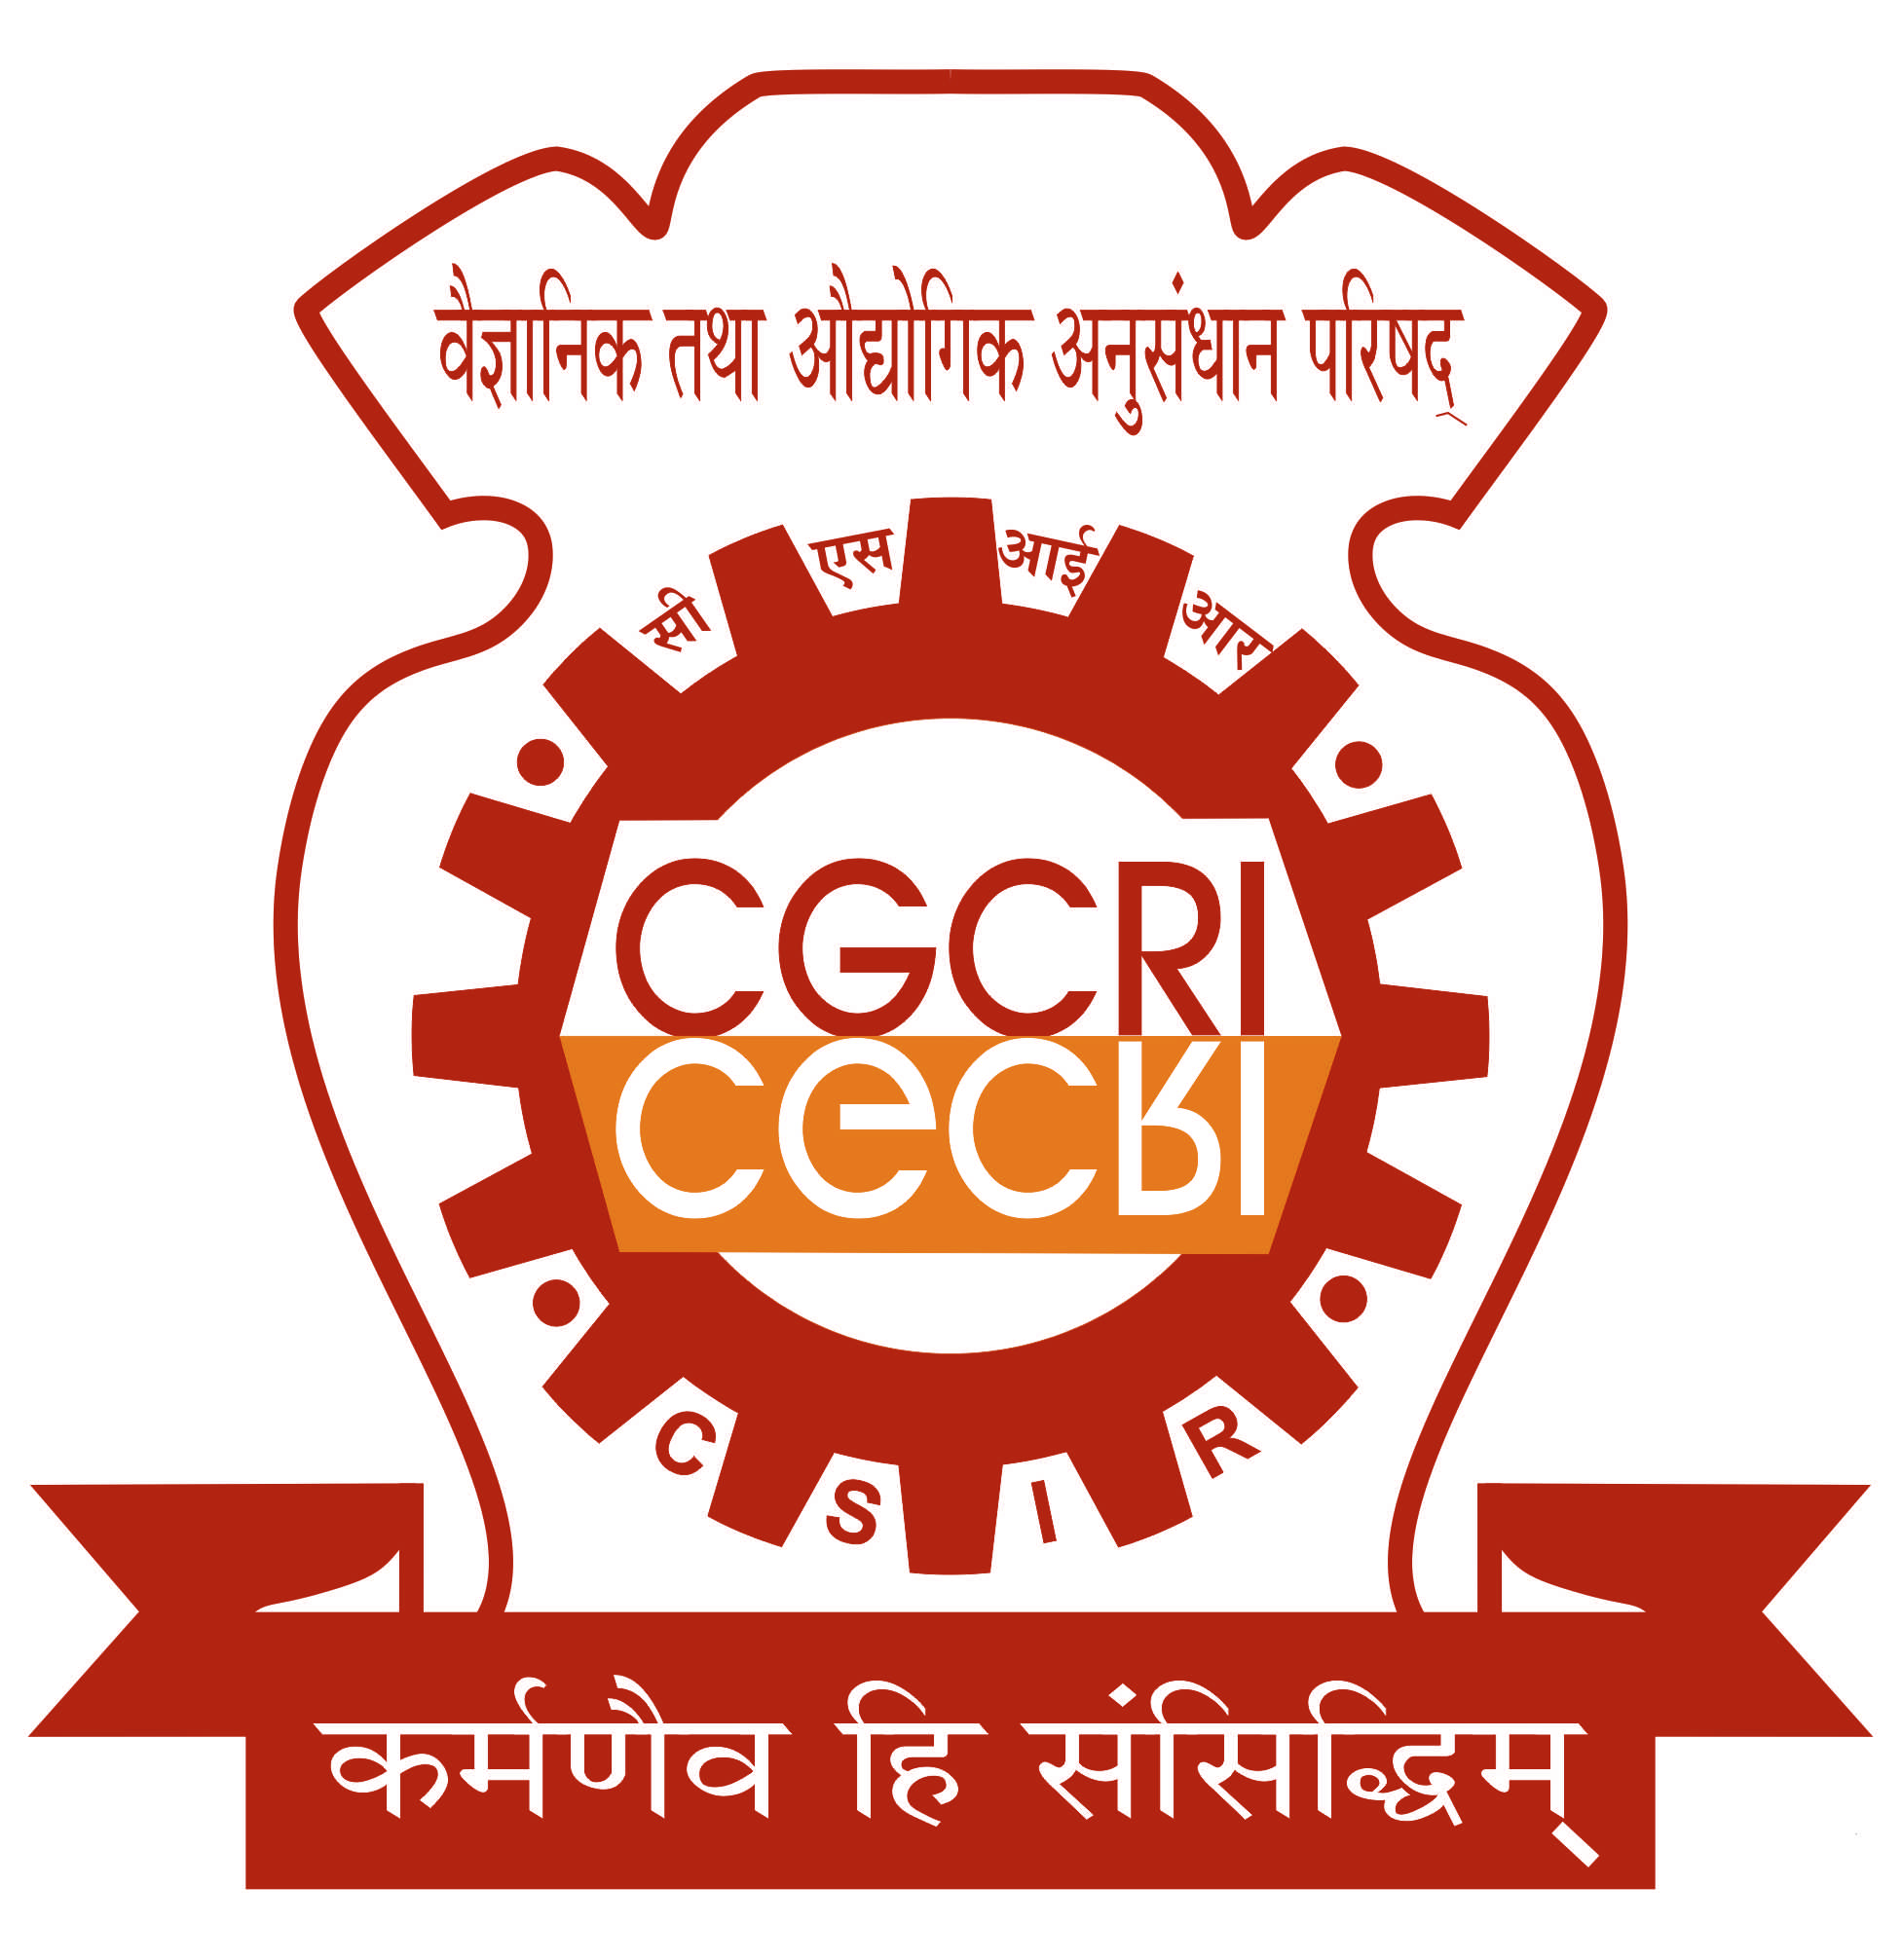 वैज्ञानिक तथा औद्योगिक अनुसंधान परिषद्
सी एस आई आर
CGCRI
CGCRI
C S I R
कर्मणैव हि संसिद्धिम्